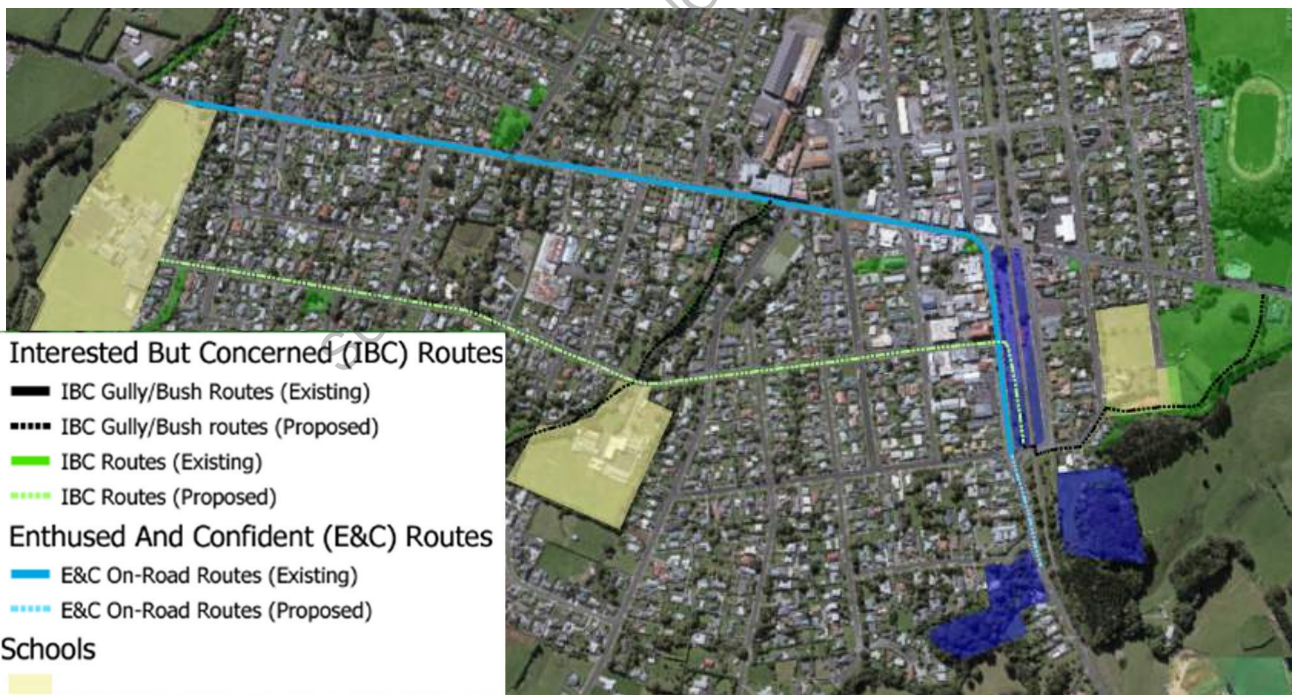 Interested But Concerned (IBC) Routes
IBC Gully/Bush Routes (Existing)
IBC Gully/Bush routes (Proposed)
IBC Routes (Existing)
IBC Routes (Proposed)
Enthused And Confident (E&C) Routes
E&C On-Road Routes (Existing)
E&C On-Road Routes (Proposed)
Schools